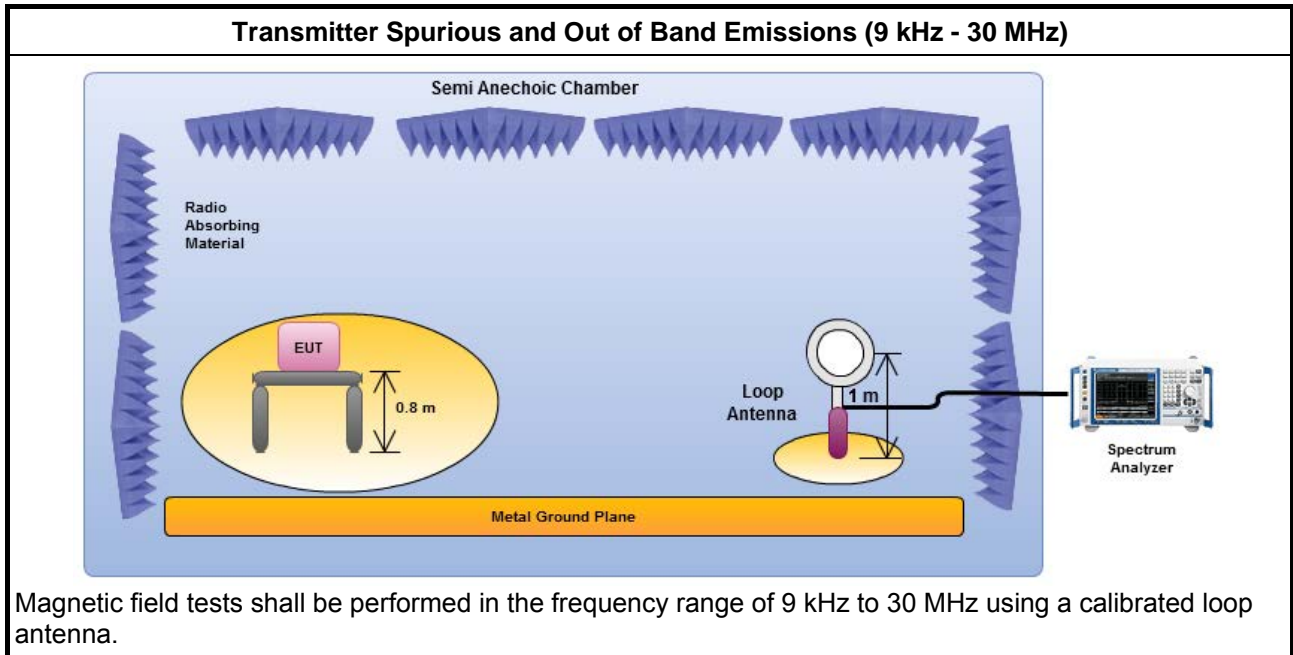 Transmitter Spurious and Out of Band Emissions (9 kHz - 30 MHz)
Semi Anechoic Chamber
Radio
Absorbing
Material
EUT
0.8 m
Loop
Antenna
1 m
Spectrum
Analyzer
Metal Ground Plane
Magnetic field tests shall be performed in the frequency range of 9 kHz to 30 MHz using a calibrated loop
antenna.